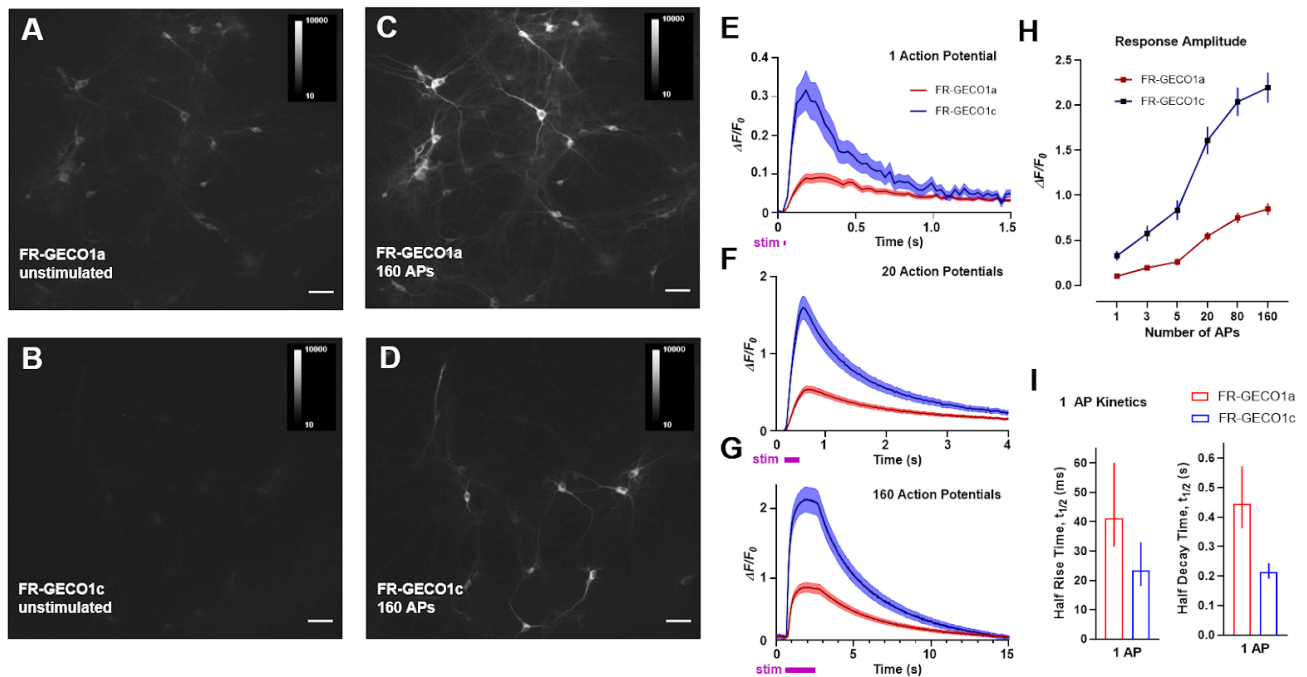 A
10000
10
FR-GECO1a
unstimulated
C
10000
10
FR-GECO1a
160 APs
B
10000
10
FR-GECO1c
unstimulated
D
10000
10
FR-GECO1c
160 APs
E
1 Action Potential
FR-GECO1a
FR-GECO1c
ΔF/F0
0.4
0.3
0.2
0.1
0
0 0.5 1.0 1.5
stim
Time (s)
F
20 Action Potentials
ΔF/F0
2
1
0
1 2 3 4
stim
Time (s)
G
160 Action Potentials
ΔF/F0
2
1
0
0 5 10 15
stim
Time (s)
H
Response Amplitude
FR-GECO1a
FR-GECO1c
ΔF/F0
2.5
2.0
1.5
1.0
0.5
0.0
1 3 5 20 80 160
Number of APs
I
1 AP Kinetics
FR-GECO1a
FR-GECO1c
Half Rise Time, t1/2 (ms)
60
50
40
30
20
10
0
1 AP
Half Decay Time, t1/2 (s)
0.6
0.5
0.4
0.3
0.2
0.1
0.0
1 AP